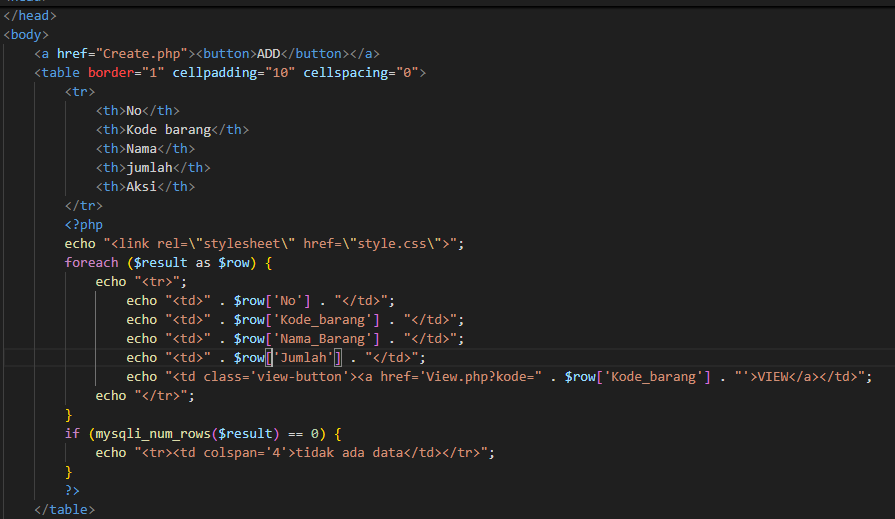 </head>
<body>
    <a href="Create.php"><button>ADD</button></a>
    <table border="1" cellpadding="10" cellspacing="0">
        <tr>
            <th>No</th>
            <th>Kode barang</th>
            <th>Nama</th>
            <th>jumlah</th>
            <th>Aksi</th>
        </tr>
        <?php
        echo "<link rel=\"stylesheet\" href=\"style.css\">";
        foreach ($result as $row) {
            echo "<tr>";
                echo "<td>" . $row['No'] . "</td>";
                echo "<td>" . $row['Kode_barang'] . "</td>";
                echo "<td>" . $row['Nama_Barang'] . "</td>";
                echo "<td>" . $row['Jumlah'] . "</td>";
                echo "<td class='view-button'><a href='View.php?kode=" . $row['Kode_barang'] . "'>VIEW</a></td>";
            echo "</tr>";
        }
        if (mysqli_num_rows($result) == 0) {
            echo "<tr><td colspan='4'>tidak ada data</td></tr>";
        }
        ?>
    </table>